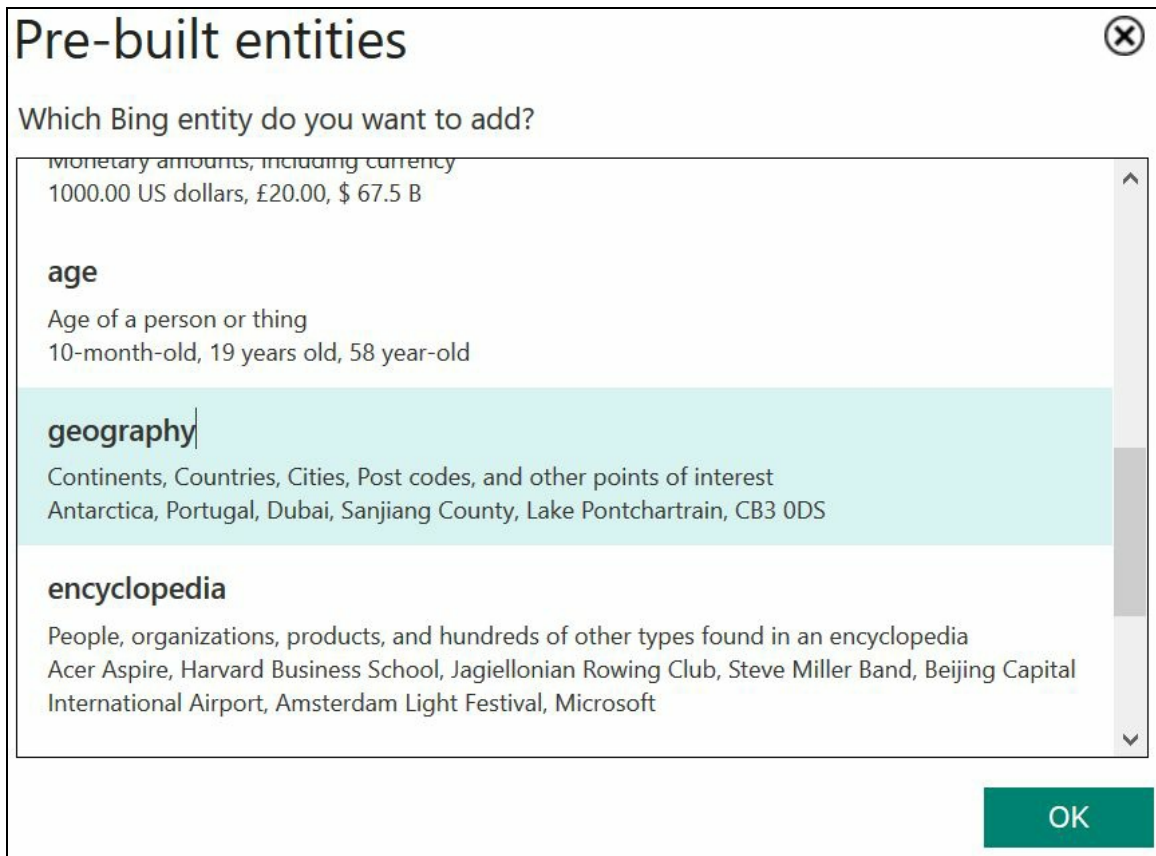 Pre-built entities
Which Bing entity do you want to add?
Monetary amounts, including currency
1000.00 US dollars, £20.00, $ 67.5 B
age
Age of a person or thing
10-month-old, 19 years old, 58 year-old
geography
Continents, Countries, Cities, Post codes, and other points of interest
Antarctica, Portugal, Dubai, Sanjiang County, Lake Pontchartrain, CB3 0DS
encyclopedia
People, organizations, products, and hundreds of other types found in an encyclopedia
Acer Aspire, Harvard Business School, Jagiellonian Rowing Club, Steve Miller Band, Beijing Capital
International Airport, Amsterdam Light Festival, Microsoft
OK